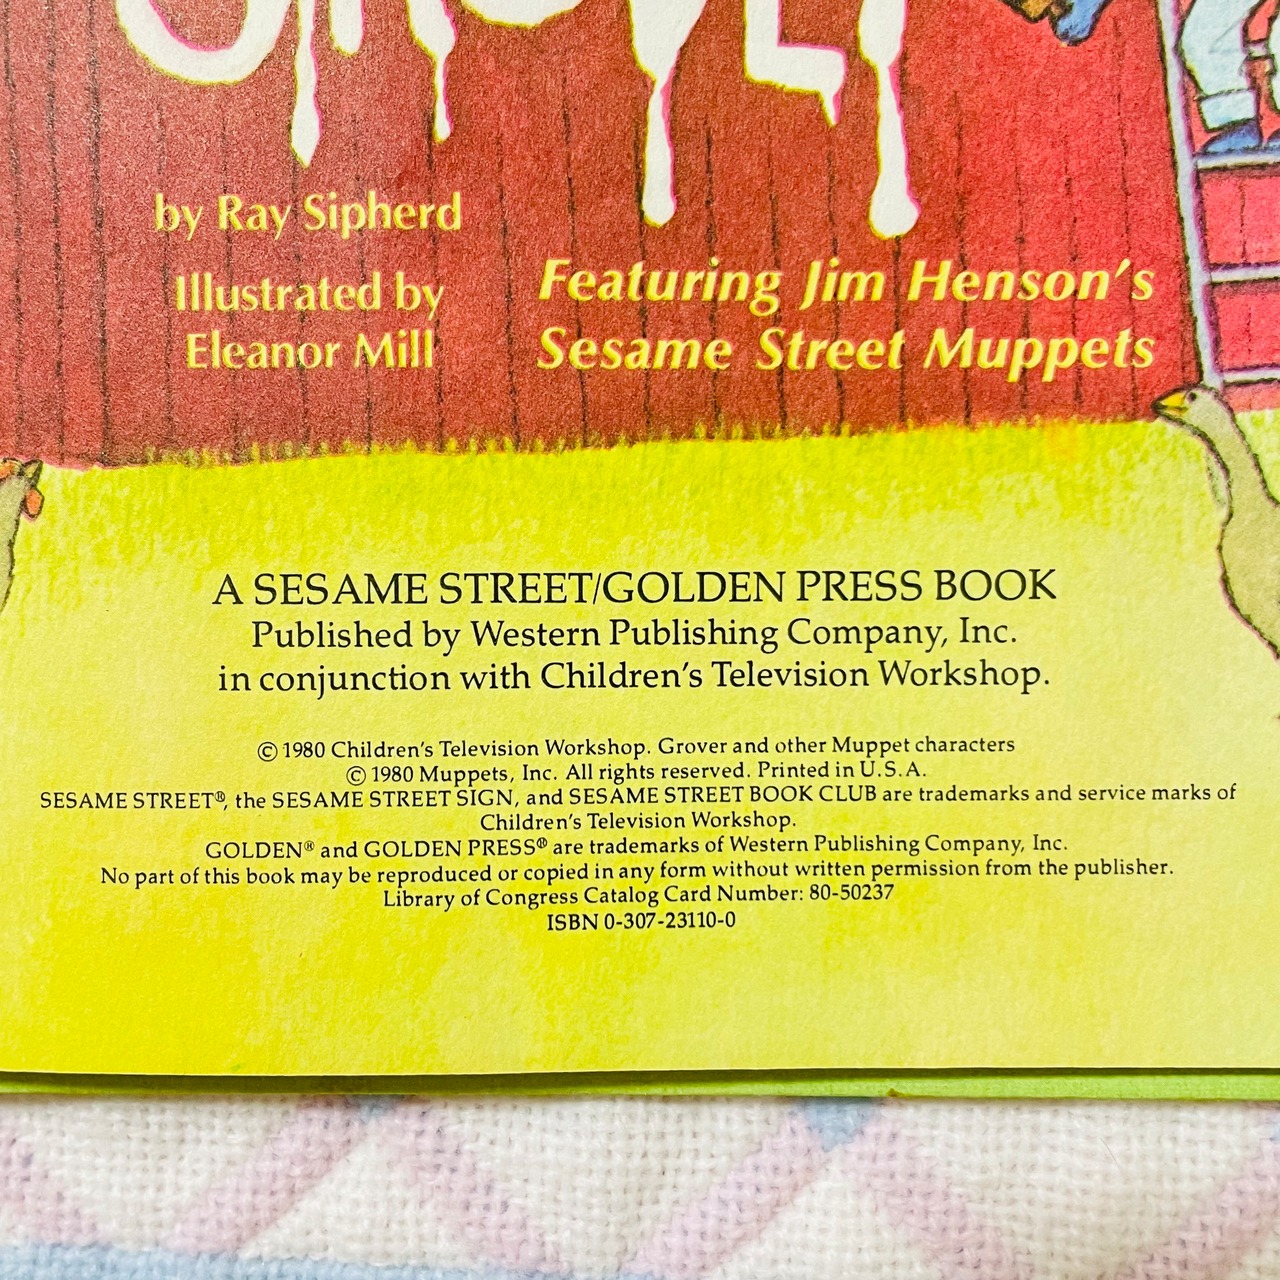 by Ray Sipherd
Illustrated by
Eleanor Mill
Featuring Jim Henson's
Sesame Street Muppets
A SESAME STREET/GOLDEN PRESS BOOK
Published by Western Publishing Company, Inc.
in conjunction with Children's Television Workshop.
© 1980 Children's Television Workshop. Grover and other Muppet characters
© 1980 Muppets, Inc. All rights reserved. Printed in U.S.A.
SESAME STREET®, the SESAME STREET SIGN, and SESAME STREET BOOK CLUB are trademarks and service marks of
Children's Television Workshop.
GOLDEN® and GOLDEN PRESS® are trademarks of Western Publishing Company, Inc.
No part of this book may be reproduced or copied in any form without written permission from the publisher.
Library of Congress Catalog Card Number: 80-50237
ISBN 0-307-23110-0